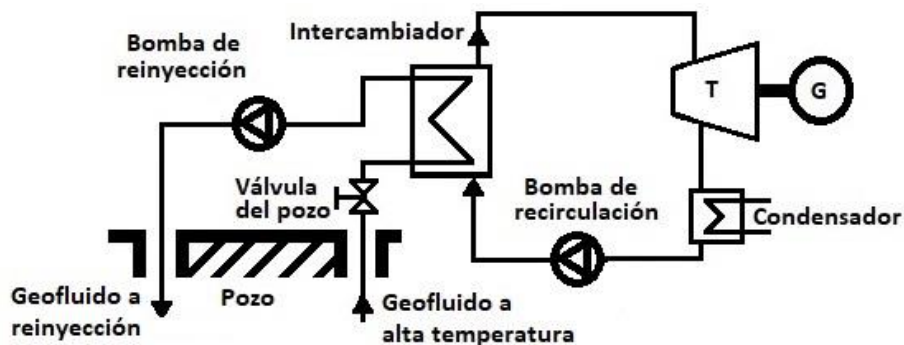 Bomba de
reinyección
Intercambiador
T
G
Válvula
del pozo
Bomba de
recirculación
Condensador
Geofluido a
reinyección
Pozo
Geofluido a
alta temperatura